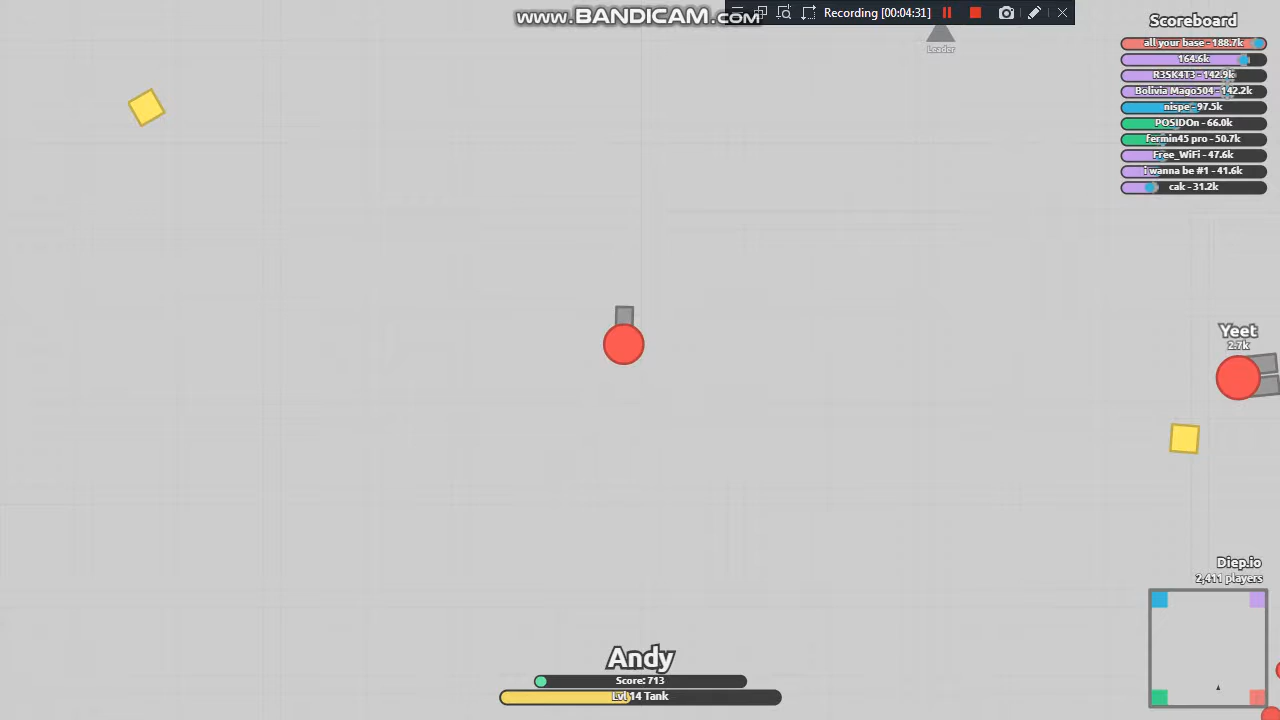 www.BANDICAM.com
Recording [00:04:31]
Leader
Scoreboard
all your base - 188.7k
164.6k
R3SK4T3 - 142.9k
Bolivia Mago504 - 142.2k
nispe - 97.5k
POSIDOn - 66.0k
fermin45 pro - 50.7k
Free_WiFi - 47.6k
i wanna be #1 - 41.6k
cak - 31.2k
Yeet
2.7k
Diep.io
2,411 players
Andy
Score: 713
Lvl 14 Tank